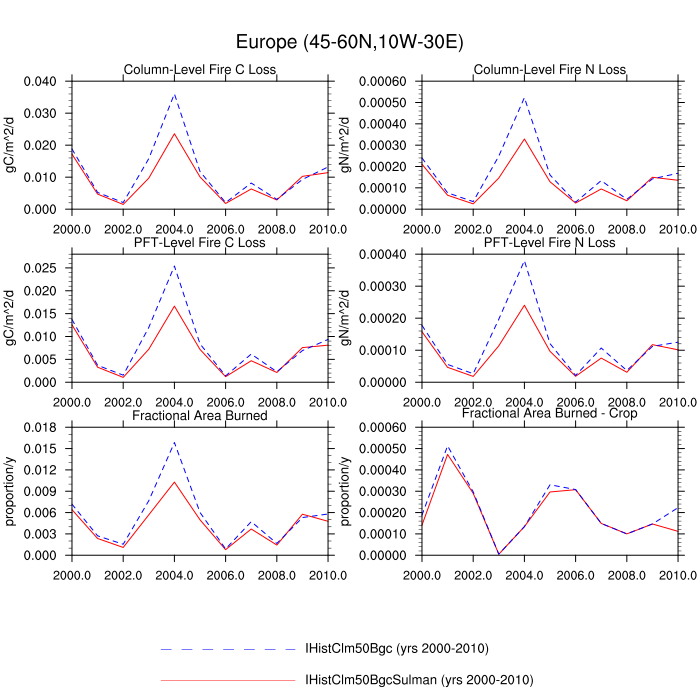 Europe (45-60N,10W-30E)
Column-Level Fire C Loss
gC/m^2/d
0.040
0.030
0.020
0.010
0.000
2000.0 2002.0 2004.0 2006.0 2008.0 2010.0
Column-Level Fire N Loss
gN/m^2/d
0.00060
0.00050
0.00040
0.00030
0.00020
0.00010
0.00000
2000.0 2002.0 2004.0 2006.0 2008.0 2010.0
PFT-Level Fire C Loss
gC/m^2/d
0.025
0.020
0.015
0.010
0.005
0.000
2000.0 2002.0 2004.0 2006.0 2008.0 2010.0
PFT-Level Fire N Loss
gN/m^2/d
0.00040
0.00030
0.00020
0.00010
0.00000
2000.0 2002.0 2004.0 2006.0 2008.0 2010.0
Fractional Area Burned
proportion/y
0.018
0.015
0.012
0.009
0.006
0.003
0.000
2000.0 2002.0 2004.0 2006.0 2008.0 2010.0
Fractional Area Burned - Crop
proportion/y
0.00060
0.00050
0.00040
0.00030
0.00020
0.00010
0.00000
2000.0 2002.0 2004.0 2006.0 2008.0 2010.0
IHistClm50Bgc (yrs 2000-2010)
IHistClm50BgcSulman (yrs 2000-2010)